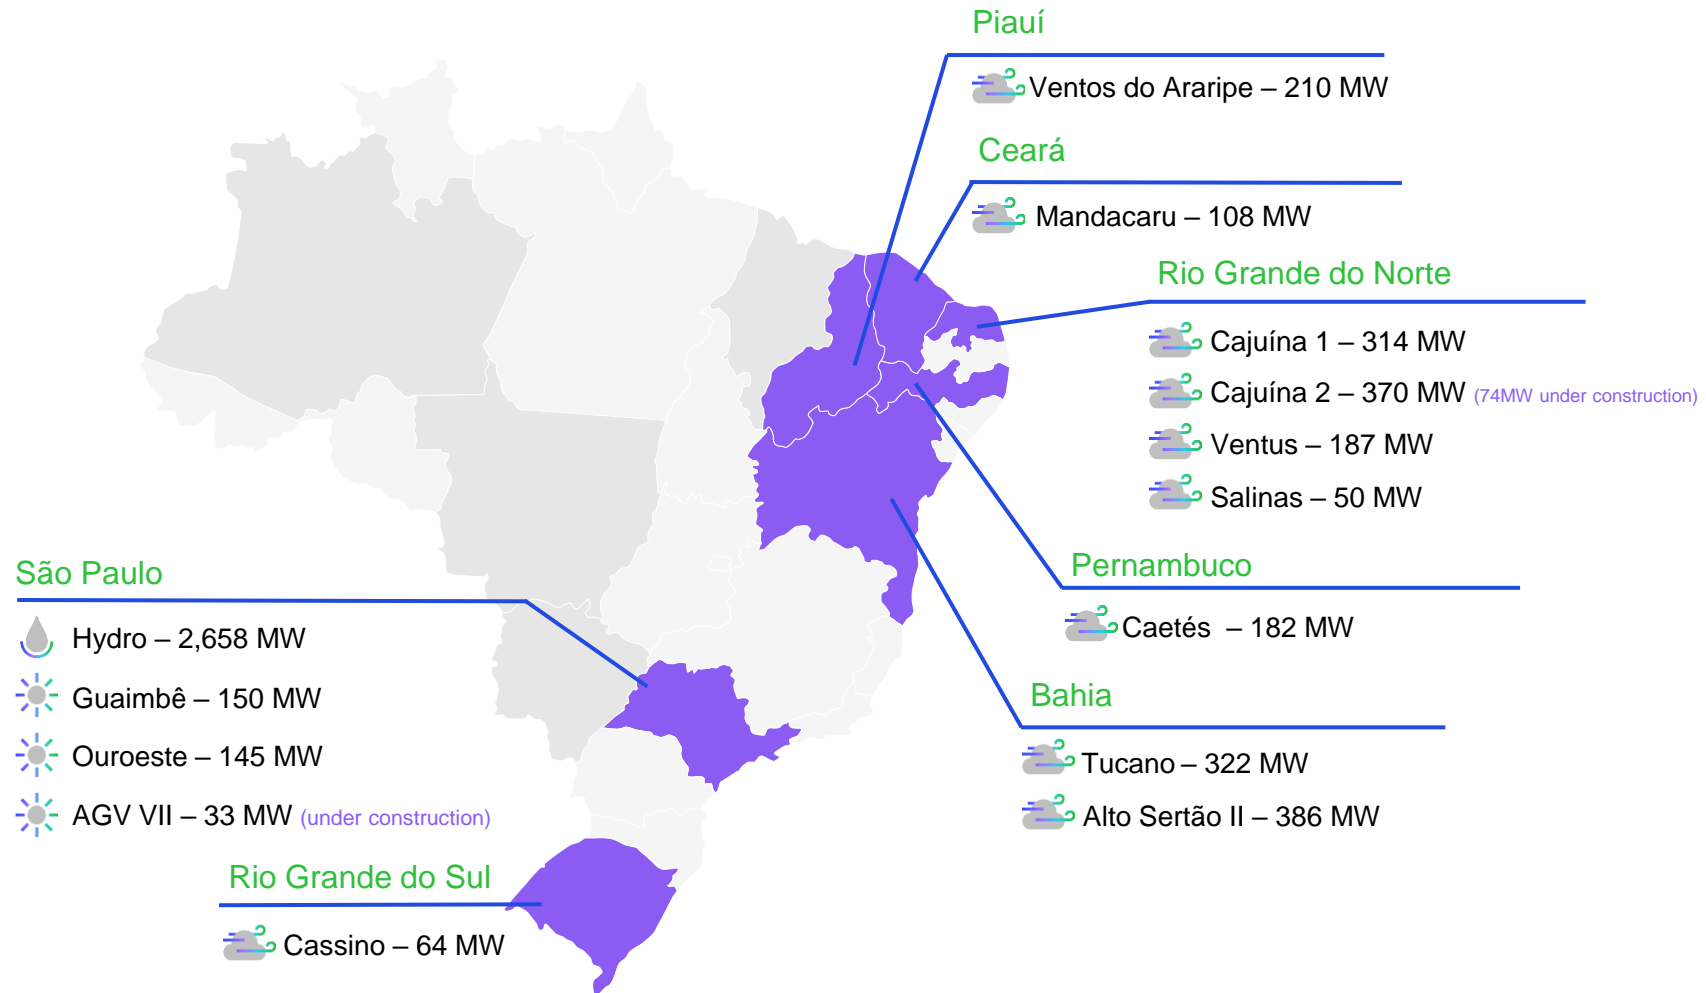 Piauí
Ventos do Araripe – 210 MW
Ceará
Mandacaru – 108 MW
Rio Grande do Norte
Cajuína 1 – 314 MW
Cajuína 2 – 370 MW (74MW under construction)
Ventus – 187 MW
Salinas – 50 MW
Pernambuco
Caetés – 182 MW
Bahia
Tucano – 322 MW
Alto Sertão II – 386 MW
São Paulo
Hydro – 2,658 MW
Guaimbê – 150 MW
Ouroeste – 145 MW
AGV VII – 33 MW (under construction)
Rio Grande do Sul
Cassino – 64 MW